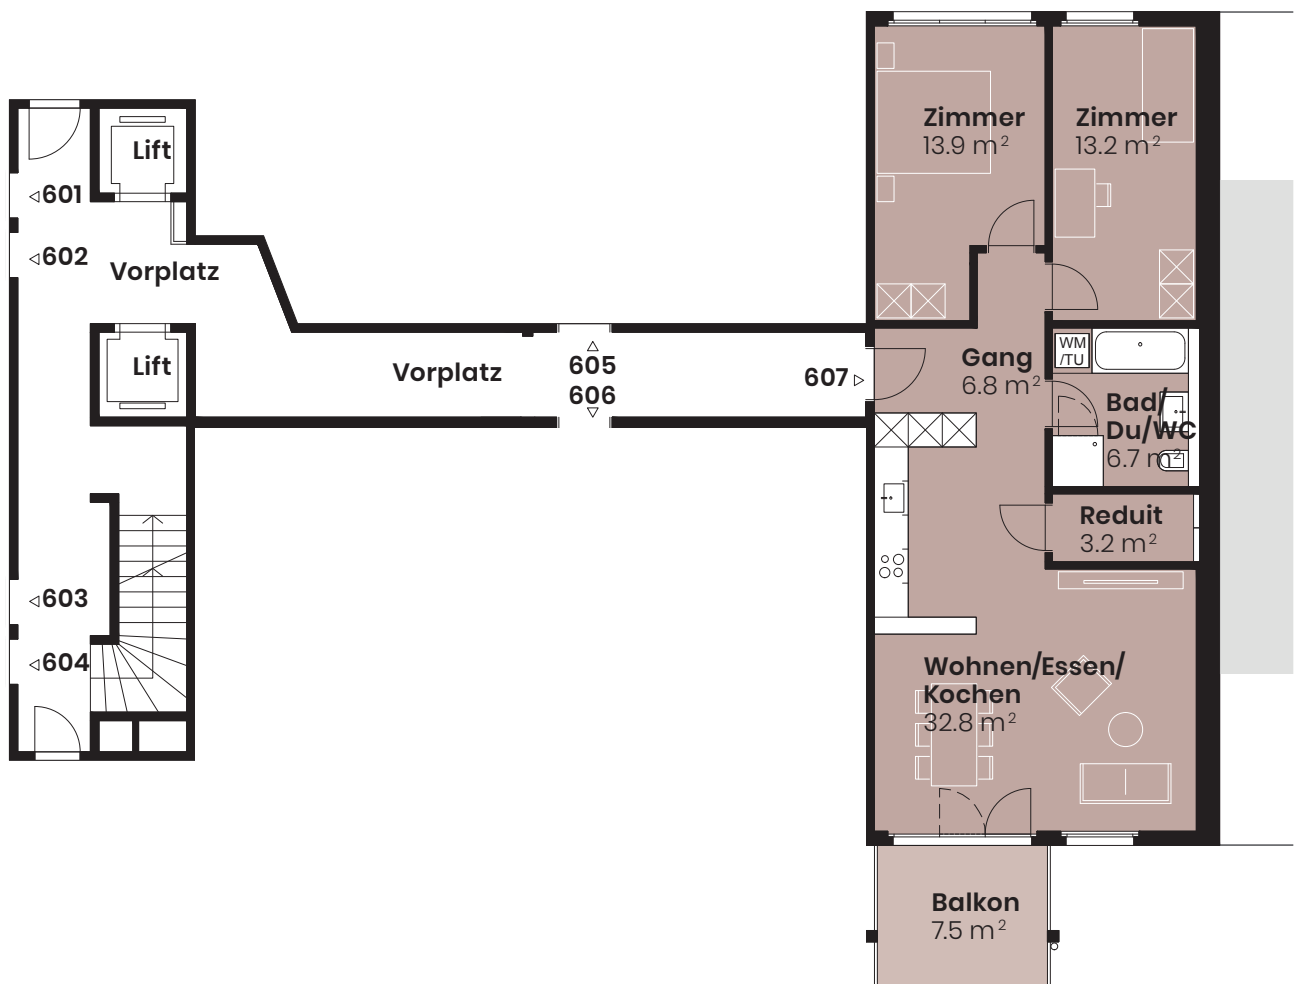 Zimmer
13.9 m²
Zimmer
13.2 m²
Lift
601
602
Vorplatz
Lift
Vorplatz
605
606
607
Gang
6.8 m²
WM
/TU
Bad/
Du/WC
6.7 m²
Reduit
3.2 m²
603
604
Wohnen/Essen/
Kochen
32.8 m²
Balkon
7.5 m²